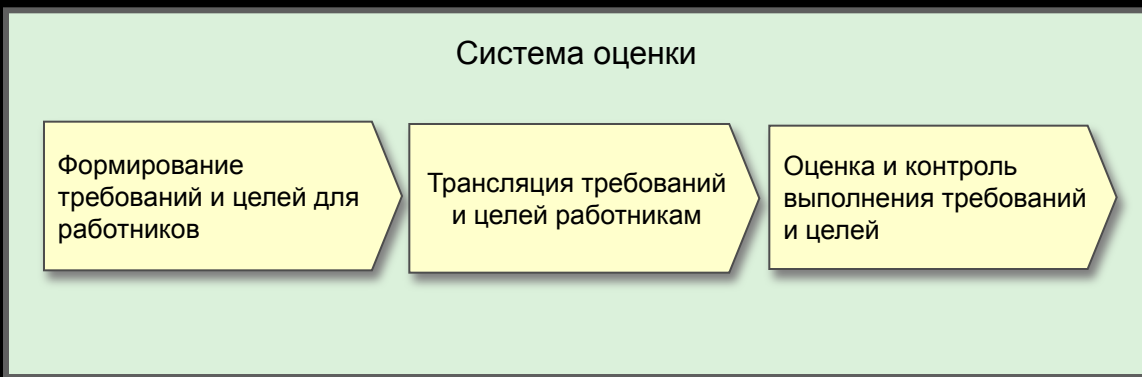 Система оценки
Формирование
требований и целей для
работников
Трансляция требований
и целей работникам
Оценка и контроль
выполнения требований
и целей